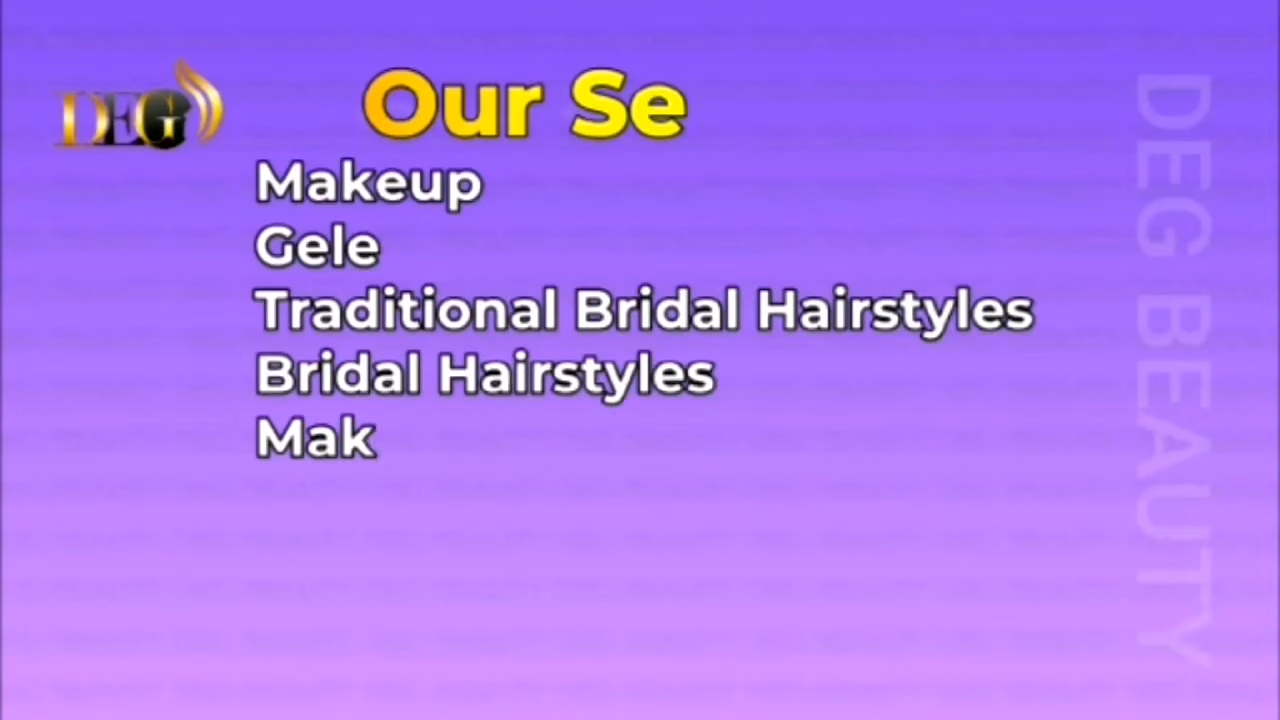 DEG
Our Se
Makeup
Gele
Traditional Bridal Hairstyles
Bridal Hairstyles
Mak
DEG BEAUTY